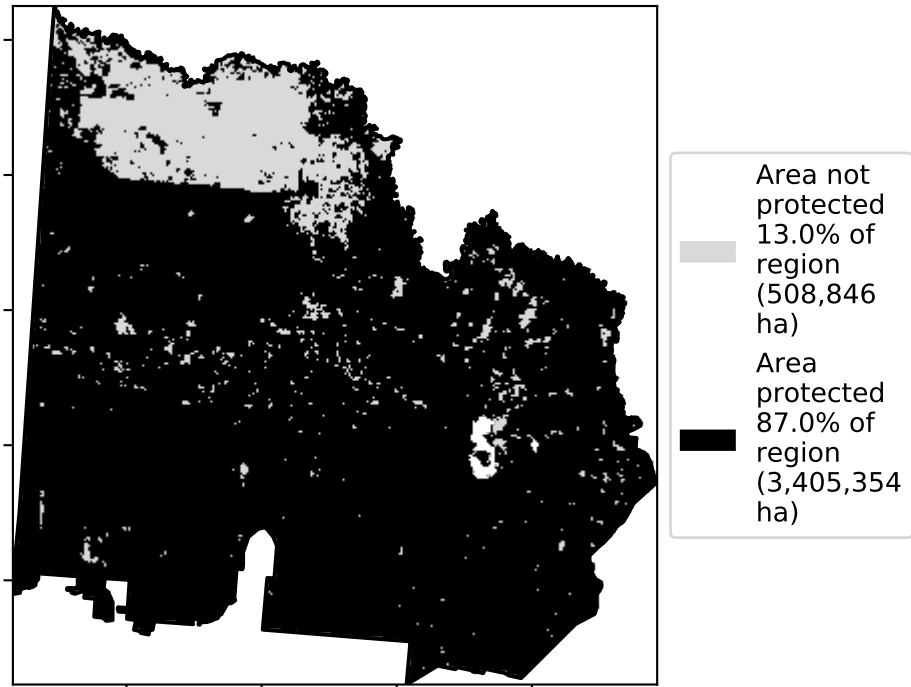 Area not
protected
13.0% of
region
(508,846
ha)
Area
protected
87.0% of
region
(3,405,354
ha)